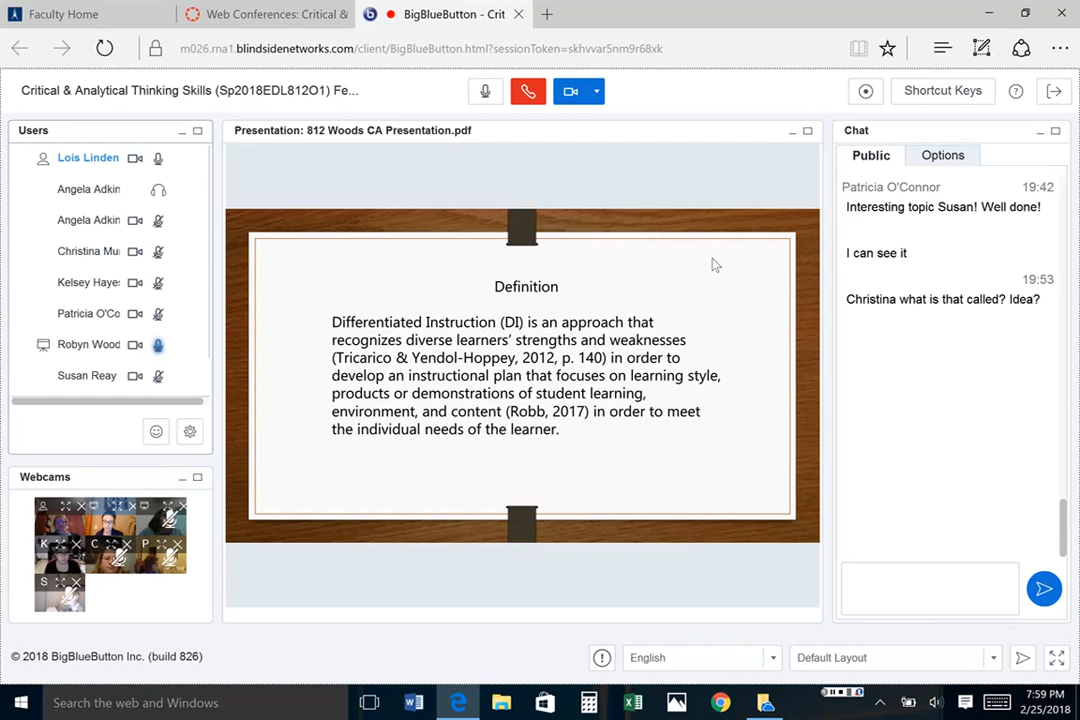 Faculty Home
Web Conferences: Critical &
BigBlueButton - Crit
m026.rna1.blindsidenetworks.com/client/BigBlueButton.html?sessionToken=skhvvar5nm9r68xk
Critical & Analytical Thinking Skills (Sp2018EDL812O1) Fe...
Shortcut Keys
Users
Lois Linden
Angela Adkin
Angela Adkin
Christina Mu
Kelsey Haye
Patricia O'Co
Robyn Wood
Susan Reay
Webcams
K C P
S
Presentation: 812 Woods CA Presentation.pdf
Definition
Differentiated Instruction (DI) is an approach that
recognizes diverse learners' strengths and weaknesses
(Tricarico & Yendol-Hoppey, 2012, p. 140) in order to
develop an instructional plan that focuses on learning style,
products or demonstrations of student learning,
environment, and content (Robb, 2017) in order to meet
the individual needs of the learner.
Chat
Public Options
Patricia O'Connor 19:42
Interesting topic Susan! Well done!
I can see it
19:53
Christina what is that called? Idea?
© 2018 BigBlueButton Inc. (build 826)
English
Default Layout
Search the web and Windows
7:59 PM
2/25/2018